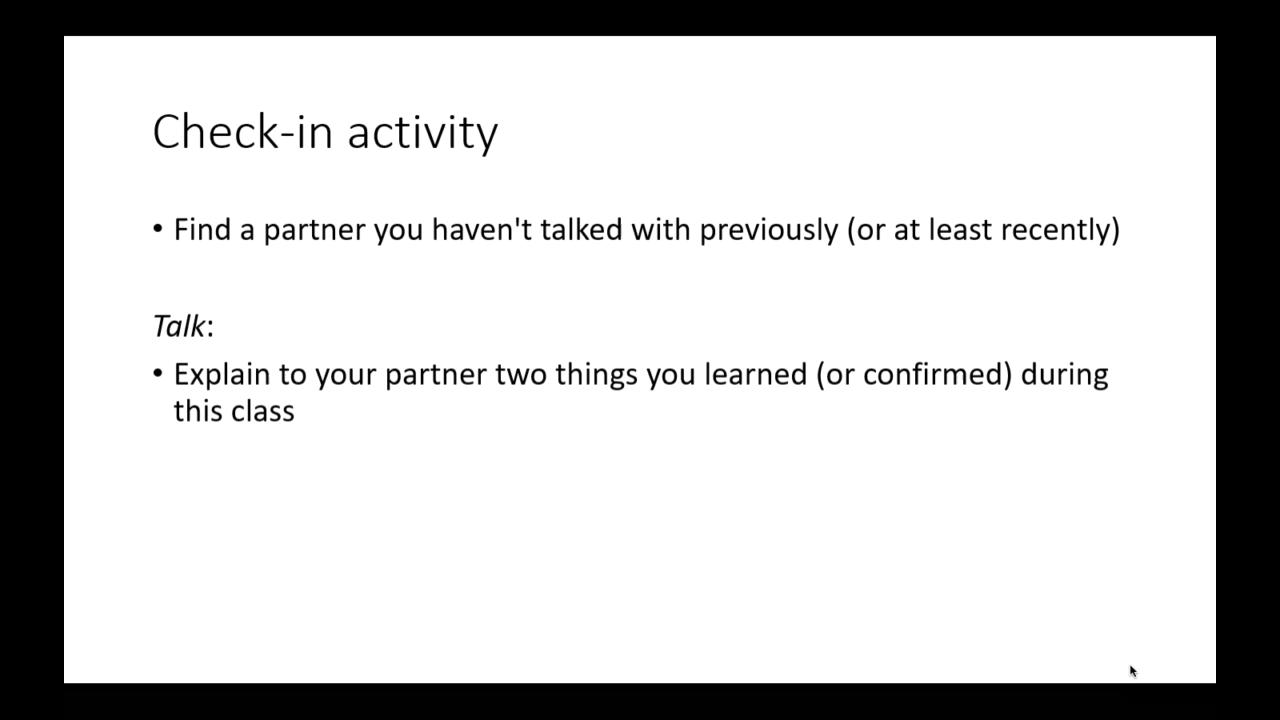 Check-in activity
• Find a partner you haven't talked with previously (or at least recently)
Talk:
• Explain to your partner two things you learned (or confirmed) during
this class